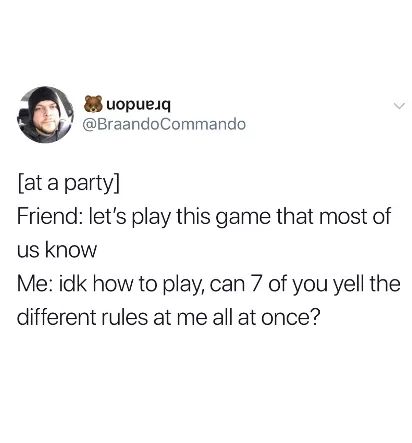 🐻uopuɐɹq
@BraandoCommando
[at a party]
Friend: let's play this game that most of
us know
Me: idk how to play, can 7 of you yell the
different rules at me all at once?